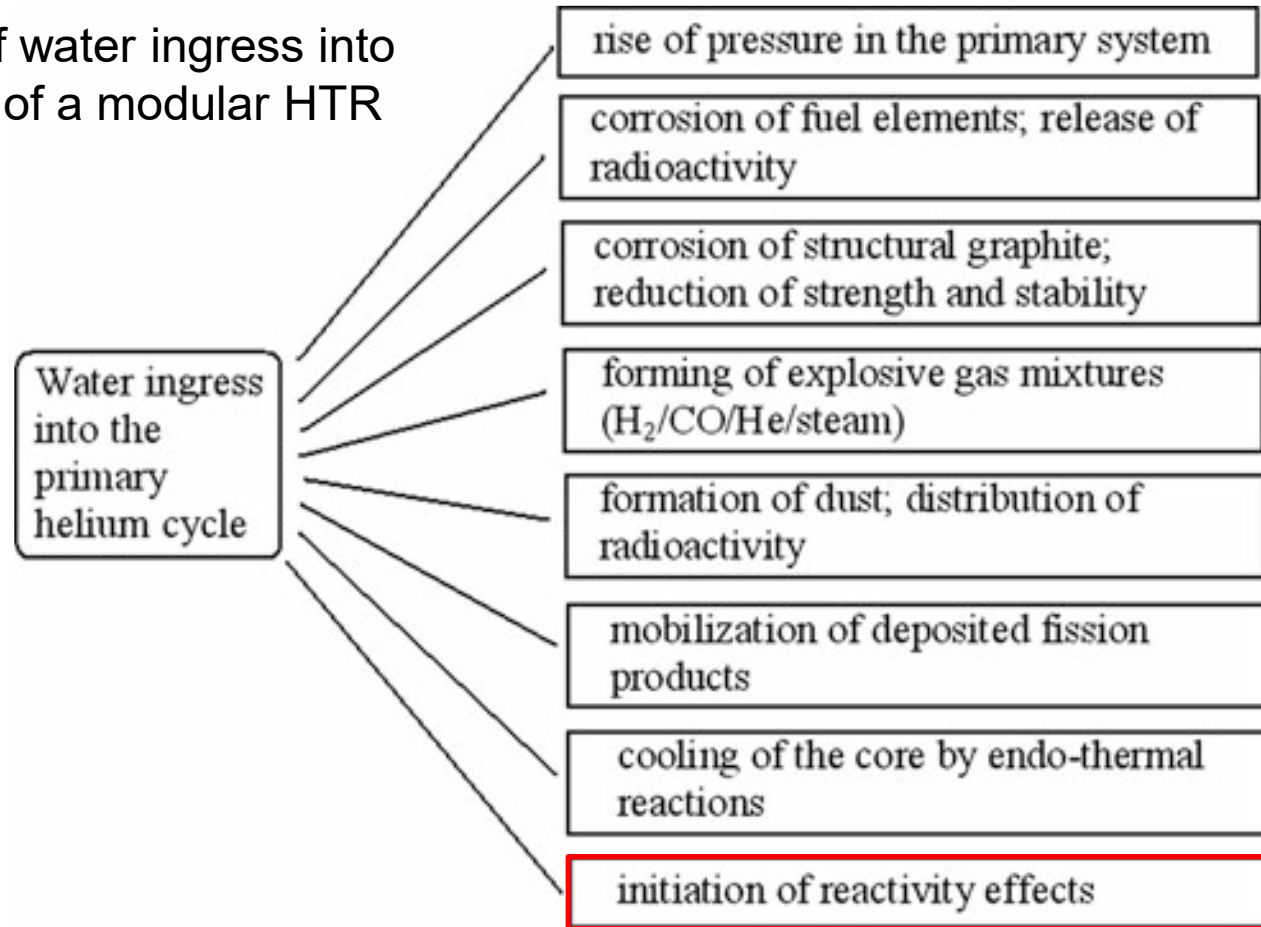 f water ingress into
of a modular HTR
rise of pressure in the primary system
corrosion of fuel elements; release of
radioactivity
corrosion of structural graphite;
reduction of strength and stability
Water ingress
into the
primary
helium cycle
forming of explosive gas mixtures
(H₂/CO/He/steam)
formation of dust; distribution of
radioactivity
mobilization of deposited fission
products
cooling of the core by endo-thermal
reactions
initiation of reactivity effects